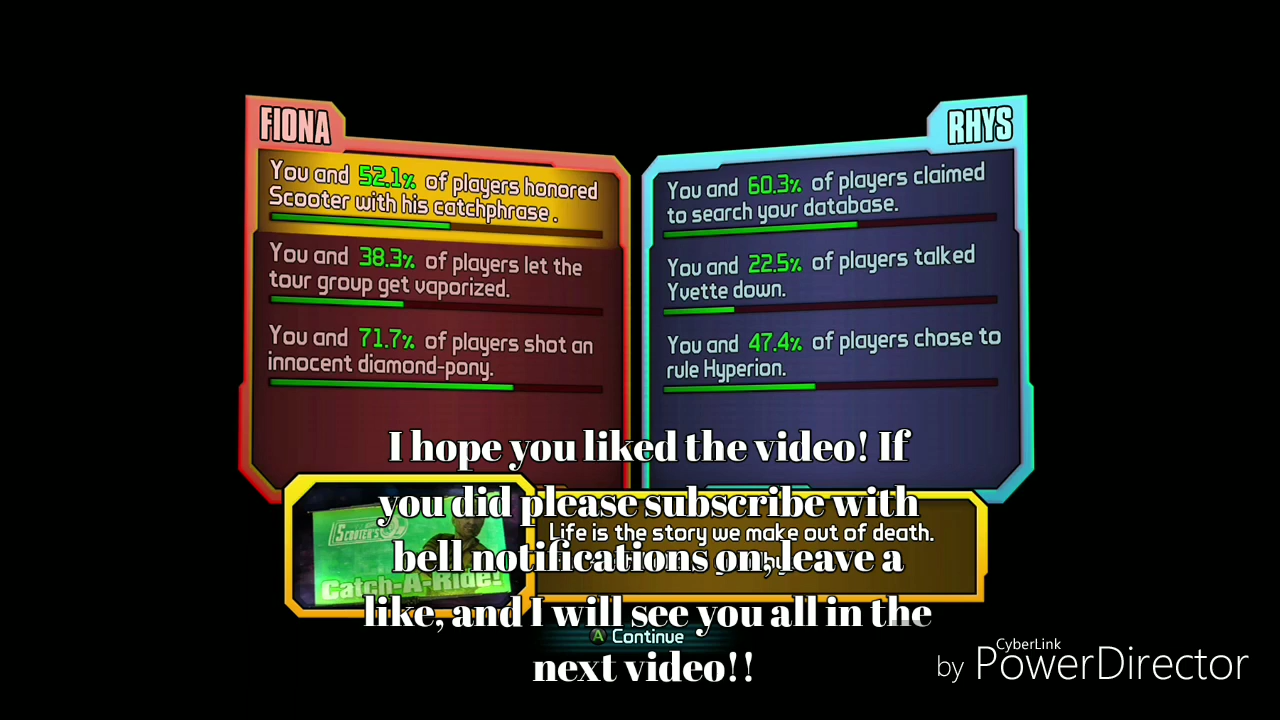 FIONA
You and 52.1% of players honored
Scooter with his catchphrase .
You and 38.3% of players let the
tour group get vaporized.
You and 71.7% of players shot an
innocent diamond-pony.
RHYS
You and 60.3% of players claimed
to search your database.
You and 22.5% of players talked
Yvette down.
You and 47.4% of players chose to
rule Hyperion.
I hope you liked the video! If
you did please subscribe with
bell notifications on, leave a
like, and I will see you all in the
next video!!
SCOOTER'S
Catch-A-Ride!
Life is the story we make out of death.
A Continue
CyberLink
by PowerDirector